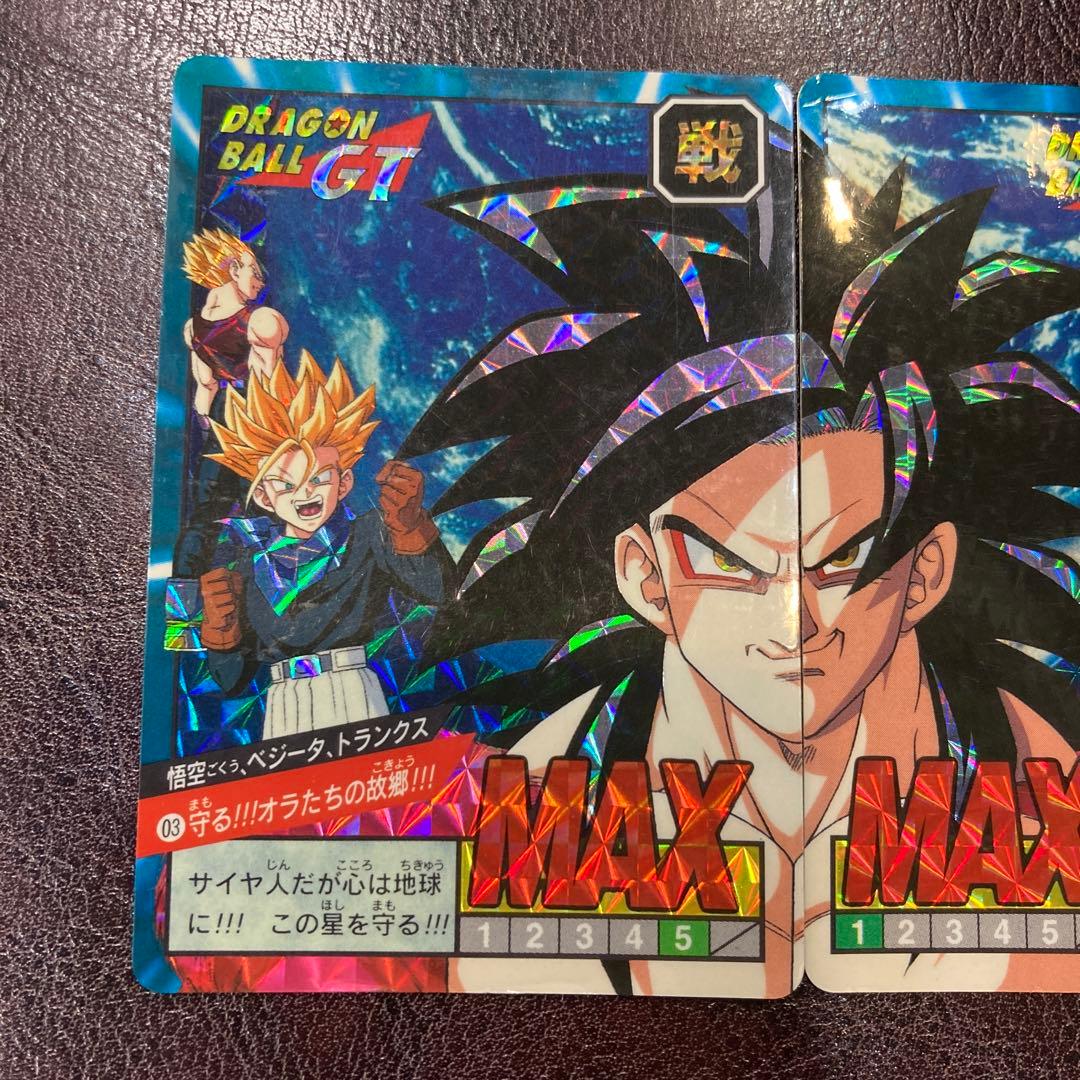 DRAGON
BALL GT
戦
悟空ごくう、ベジータ、トランクス
まも こきょう
03 守る!!!オラたちの故郷!!!
MAX
じん こころ ちきゅう
サイヤ人だが心は地球
ほし まも
に!!! この星を守る!!!
1 2 3 4 5
DR
B
MAX
1 2 3 4 5